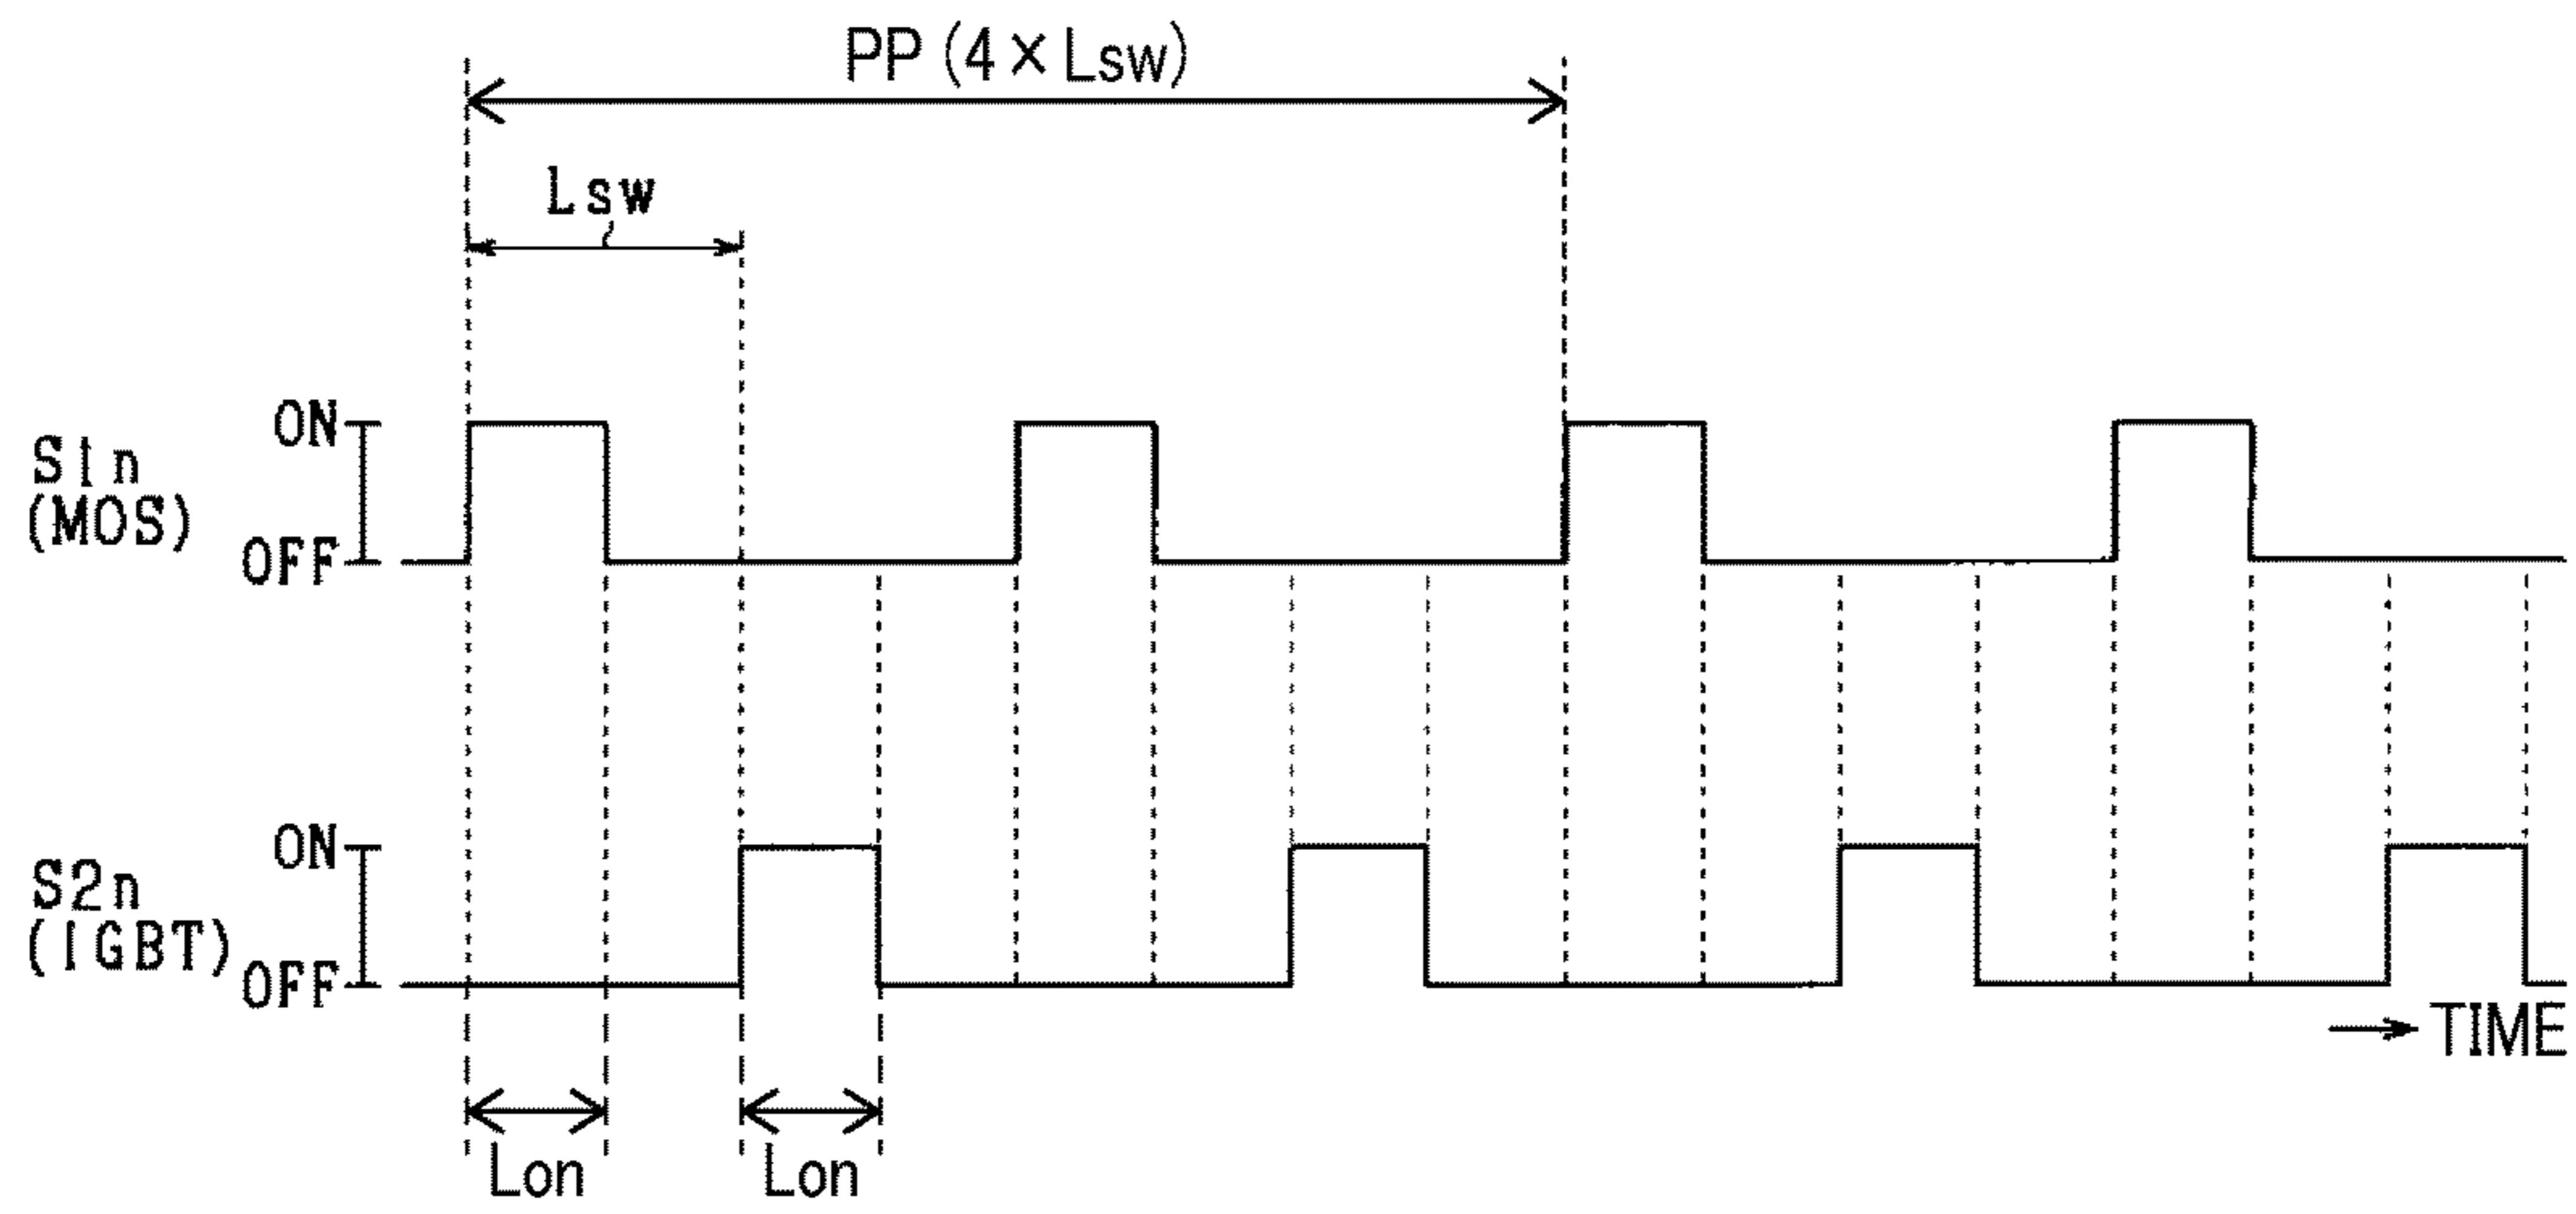 PP (4×Lsw)
Lsw
ON
S1n
(MOS)
OFF
ON
S2n
(IGBT)
OFF
TIME
Lon
Lon